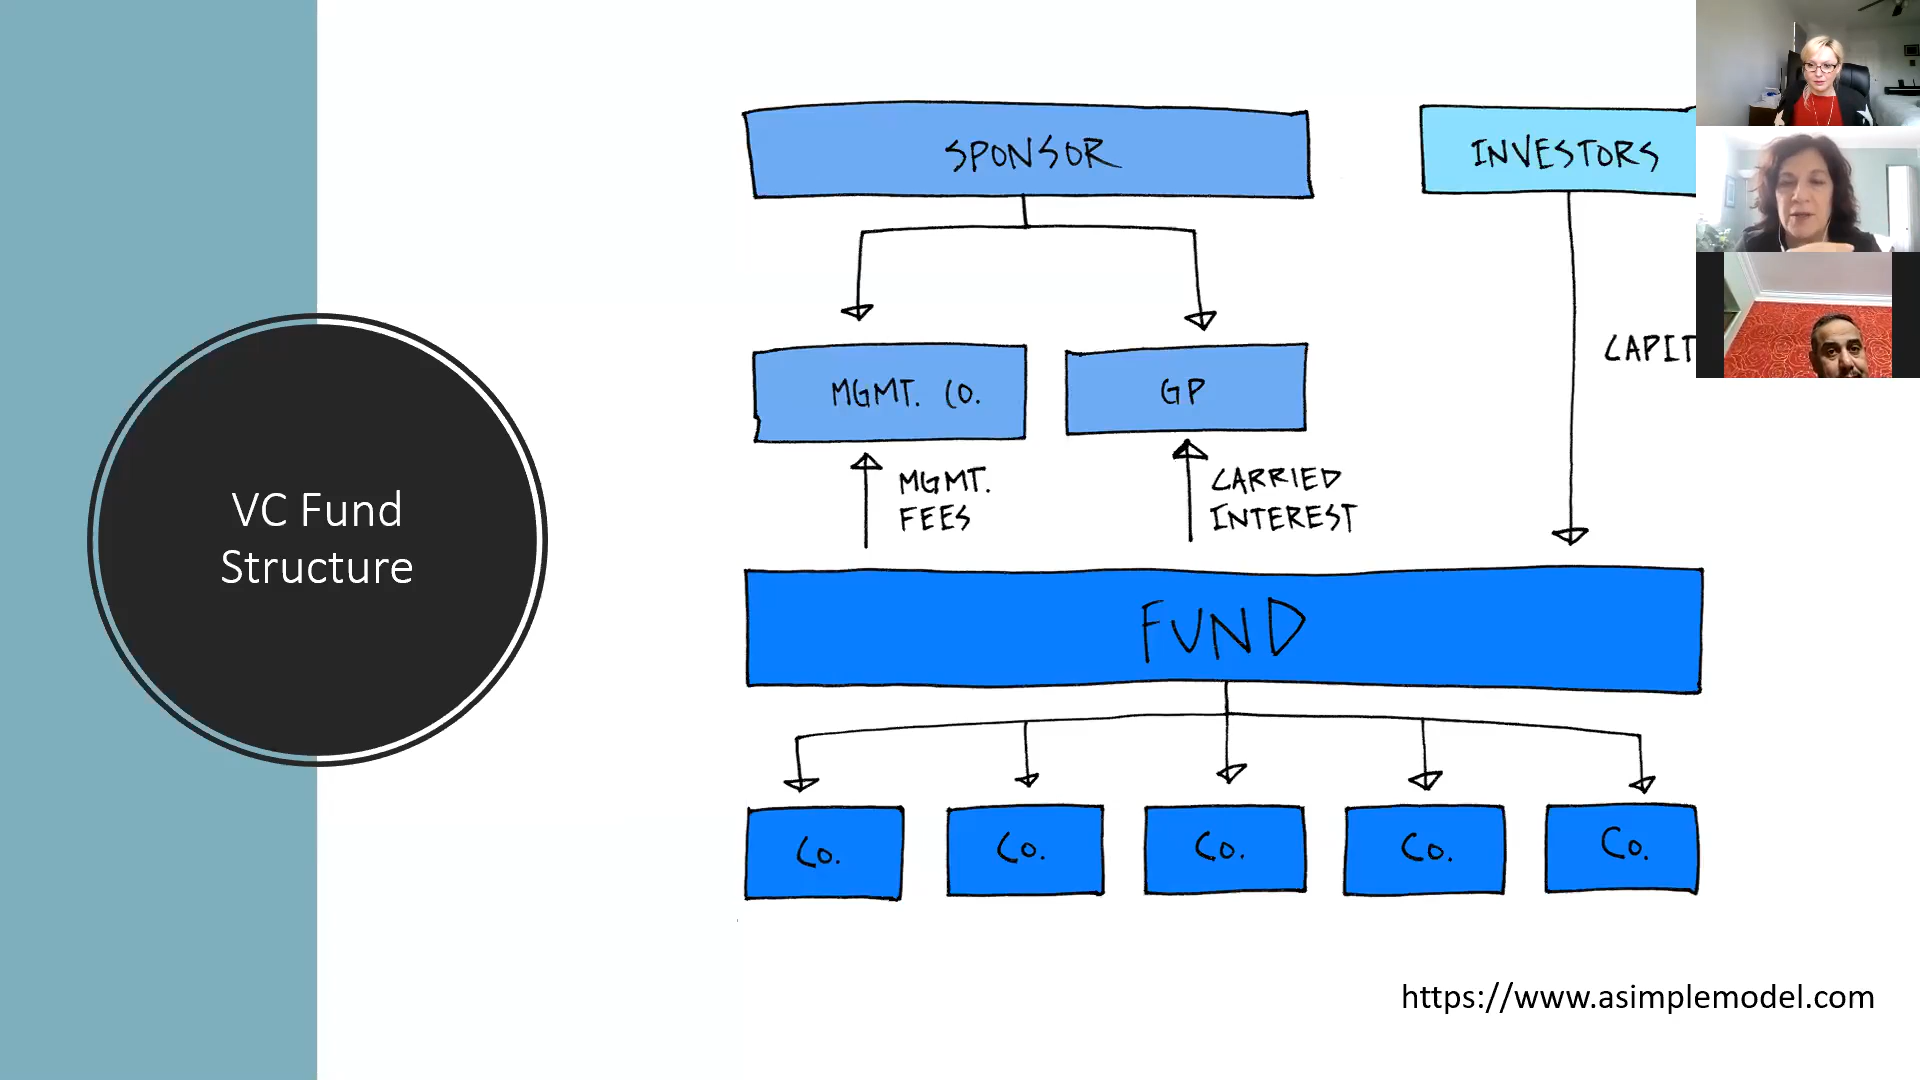 VC Fund
Structure
SPONSOR
INVESTORS
CAPIT
MGMT. CO.
GP
MGMT.
FEES
CARRIED
INTEREST
FUND
Co.
Co.
Co.
Co.
Co.
https://www.asimplemodel.com